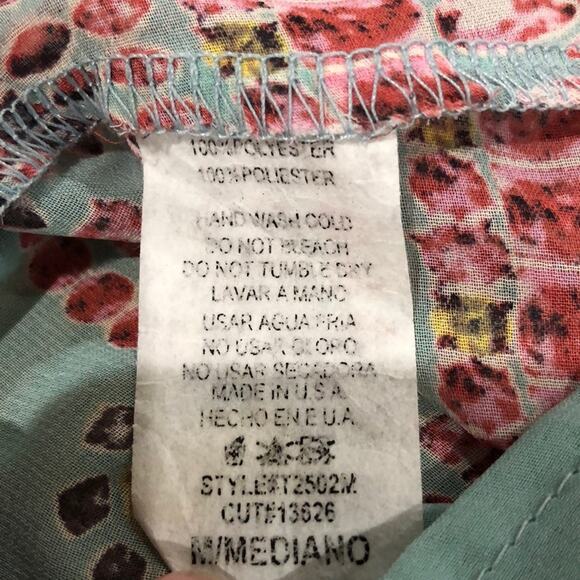 100%POLYESTER
100%POLIESTER
HAND WASH COLD
DO NOT BLEACH
DO NOT TUMBLE DRY
LAVAR A MANO
USAR AGUA FRIA
NO USAR CLORO
NO USAR SECADORA
MADE IN U.S.A
HECHO EN E.U.A.
STYLE#T2502M
CUT#13626
M/MEDIANO